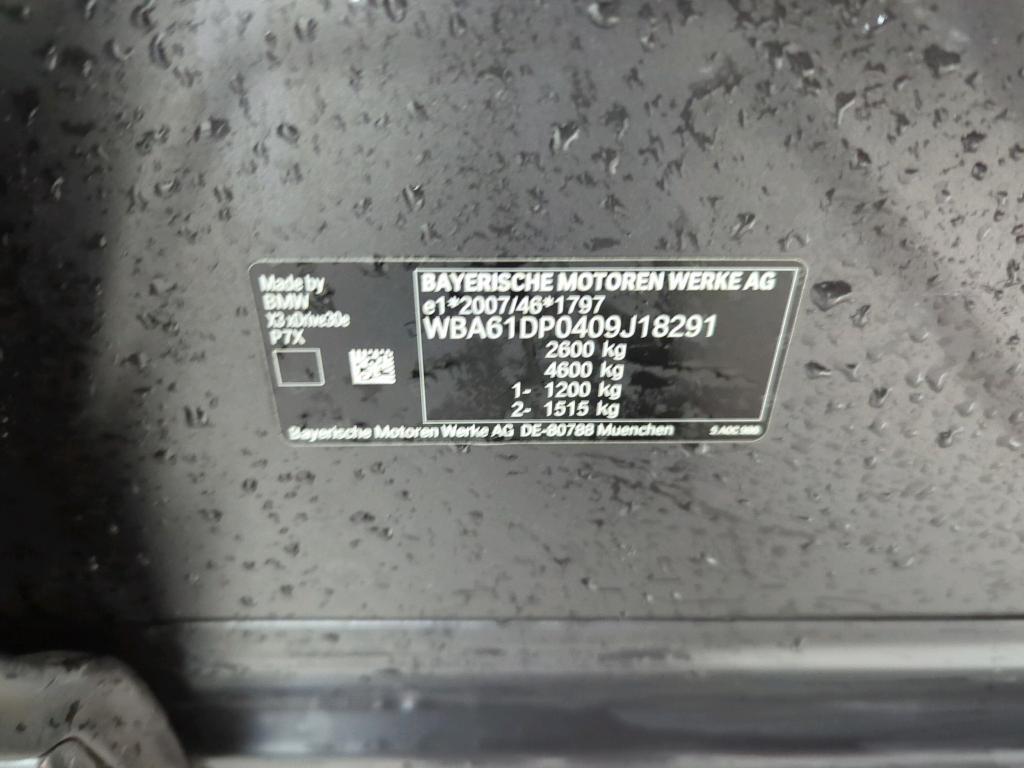 Made by
BMW
X3 xDrive30e
P7X
BAYERISCHE MOTOREN WERKE AG
e1*2007/46*1797
WBA61DP0409J18291
2600 kg
4600 kg
1- 1200 kg
2- 1515 kg
Bayerische Motoren Werke AG DE-80788 Muenchen